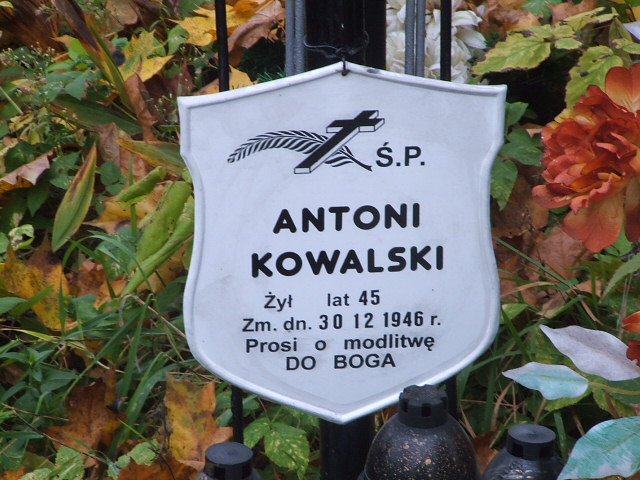 Ś.P.
ANTONI
KOWALSKI
Żył lat 45
Zm. dn. 30 12 1946 r.
Prosi o modlitwę
DO BOGA